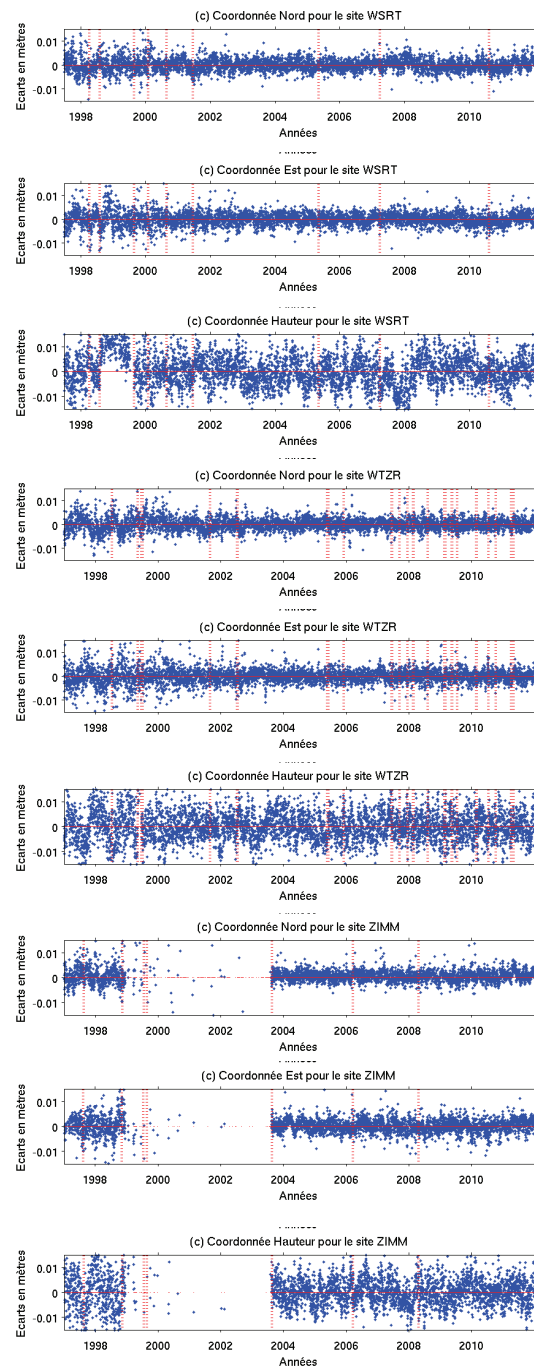 (c) Coordonnée Nord pour le site WSRT
Ecarts en mètres
0.01
0
-0.01
1998 2000 2002 2004 2006 2008 2010
Années
(c) Coordonnée Est pour le site WSRT
Ecarts en mètres
0.01
0
-0.01
1998 2000 2002 2004 2006 2008 2010
Années
(c) Coordonnée Hauteur pour le site WSRT
Ecarts en mètres
0.01
0
-0.01
1998 2000 2002 2004 2006 2008 2010
Années
(c) Coordonnée Nord pour le site WTZR
Ecarts en mètres
0.01
0
-0.01
1998 2000 2002 2004 2006 2008 2010
Années
(c) Coordonnée Est pour le site WTZR
Ecarts en mètres
0.01
0
-0.01
1998 2000 2002 2004 2006 2008 2010
Années
(c) Coordonnée Hauteur pour le site WTZR
Ecarts en mètres
0.01
0
-0.01
1998 2000 2002 2004 2006 2008 2010
Années
(c) Coordonnée Nord pour le site ZIMM
Ecarts en mètres
0.01
0
-0.01
1998 2000 2002 2004 2006 2008 2010
Années
(c) Coordonnée Est pour le site ZIMM
Ecarts en mètres
0.01
0
-0.01
1998 2000 2002 2004 2006 2008 2010
Années
(c) Coordonnée Hauteur pour le site ZIMM
Ecarts en mètres
0.01
0
-0.01
1998 2000 2002 2004 2006 2008 2010
Années